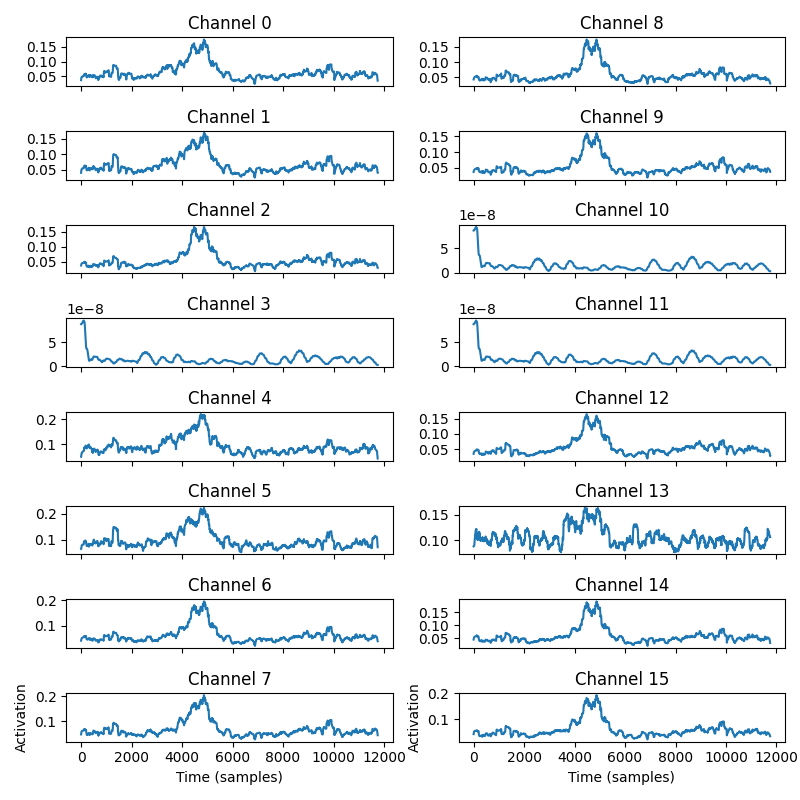 Channel 0
0.15
0.10
0.05
Channel 8
0.15
0.10
0.05
Channel 1
0.15
0.10
0.05
Channel 9
0.15
0.10
0.05
Channel 2
0.15
0.10
0.05
Channel 10
1e−8
5
0
Channel 3
1e−8
5
0
Channel 11
1e−8
5
0
Channel 4
0.2
0.1
Channel 12
0.15
0.10
0.05
Channel 5
0.2
0.1
Channel 13
0.15
0.10
Channel 6
0.2
0.1
Channel 14
0.15
0.10
0.05
Channel 7
0.2
0.1
Activation
0 2000 4000 6000 8000 10000 12000
Time (samples)
Channel 15
0.2
0.1
Activation
0 2000 4000 6000 8000 10000 12000
Time (samples)